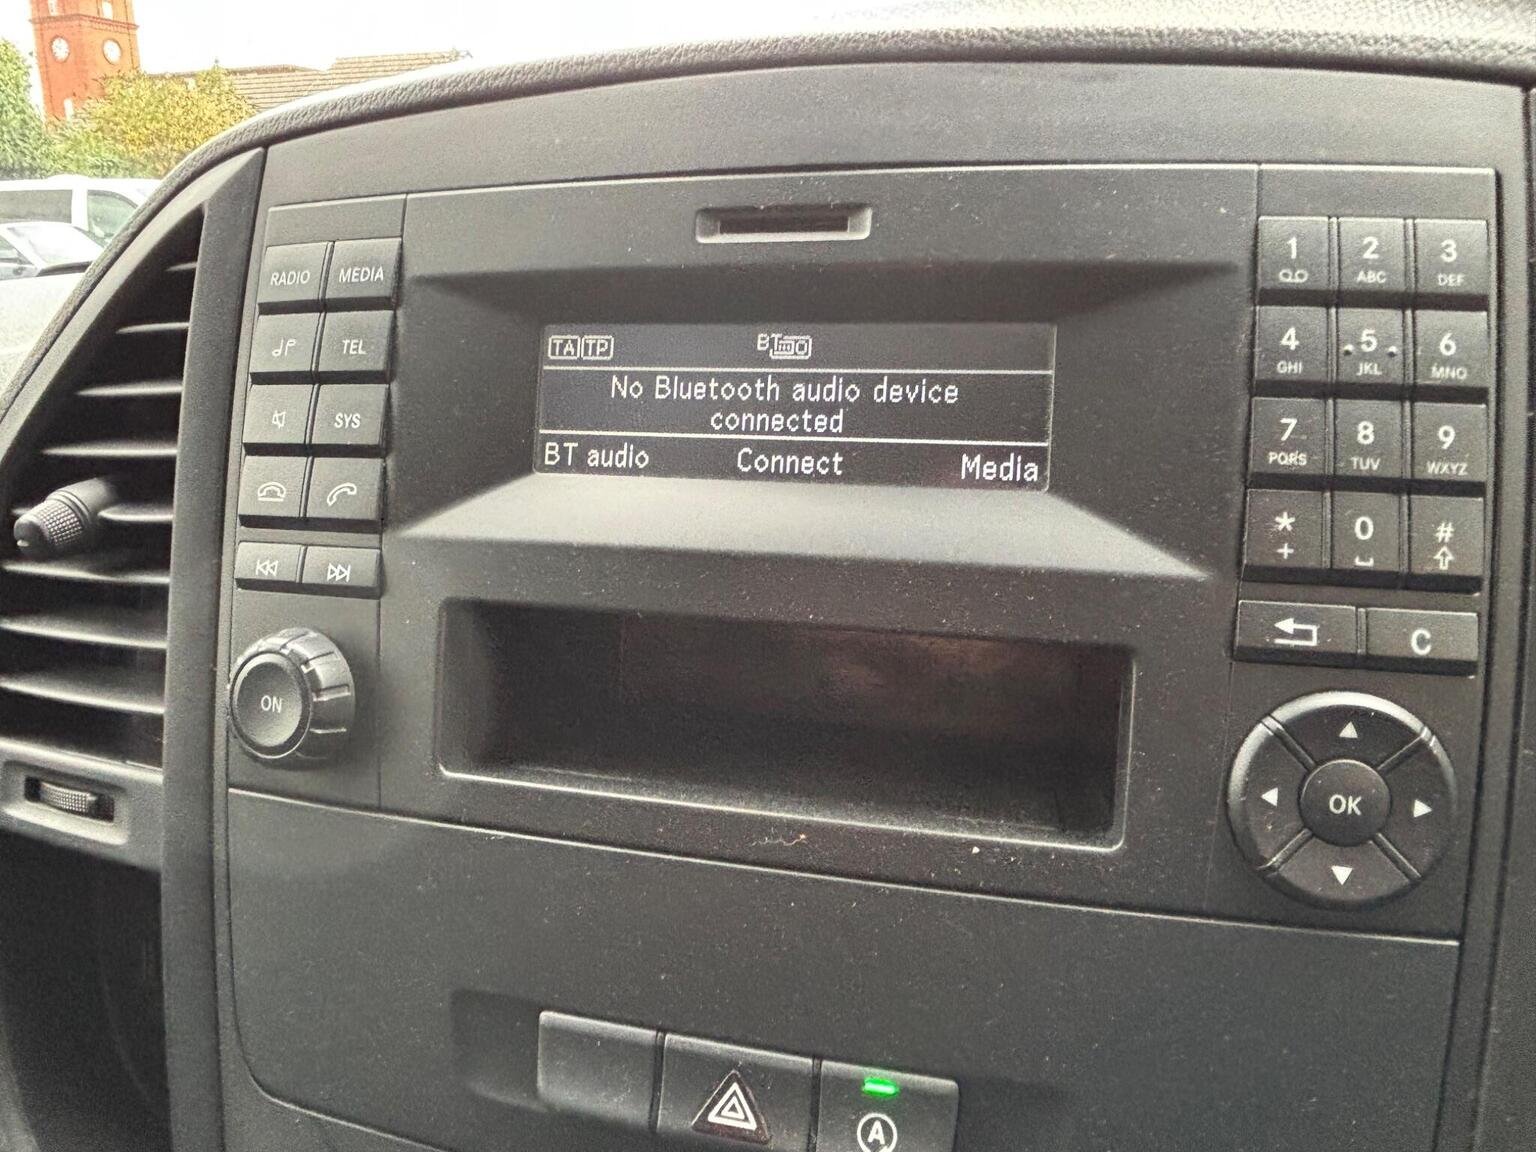 RADIO MEDIA
TEL
SYS
ON
TA TP BT
No Bluetooth audio device
connected
BT audio Connect Media
1 2 3
ABC DEF
4 5 6
GHI JKL MNO
7 8 9
PQRS TUV WXYZ
* 0 #
+
C
OK
A